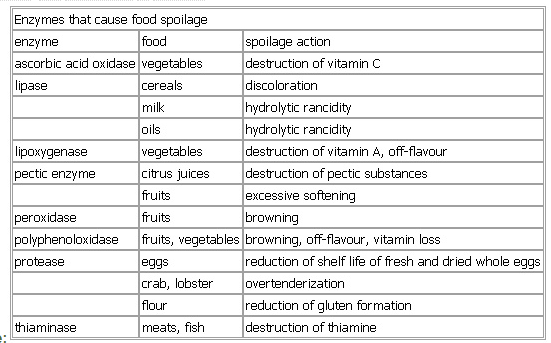 Enzymes that cause food spoilage
enzyme food spoilage action
ascorbic acid oxidase vegetables destruction of vitamin C
lipase cereals discoloration
milk hydrolytic rancidity
oils hydrolytic rancidity
lipoxygenase vegetables destruction of vitamin A, off-flavour
pectic enzyme citrus juices destruction of pectic substances
fruits excessive softening
peroxidase fruits browning
polyphenoloxidase fruits, vegetables browning, off-flavour, vitamin loss
protease eggs reduction of shelf life of fresh and dried whole eggs
crab, lobster overtenderization
flour reduction of gluten formation
thiaminase meats, fish destruction of thiamine